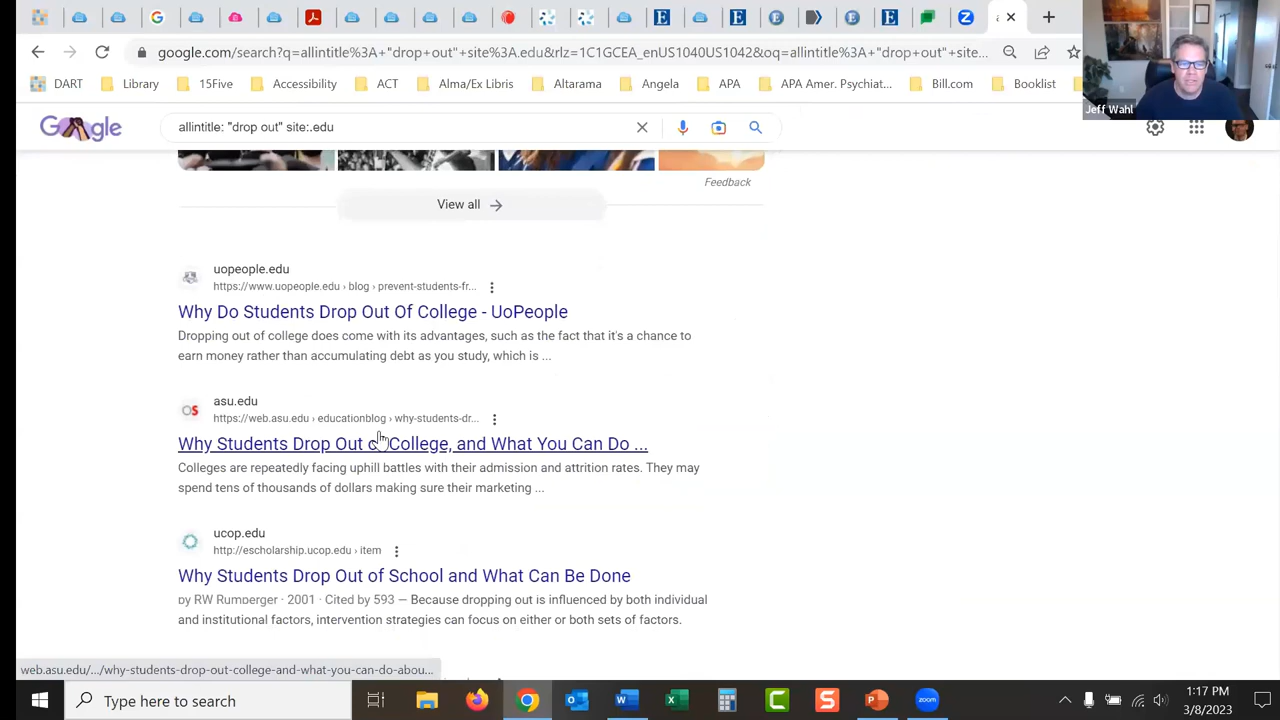 google.com/search?q=allintitle%3A+"drop+out"+site%3A.edu&rlz=1C1GCEA_enUS1040US1042&oq=allintitle%3A+"drop+out"+site...
DART
Library
15Five
Accessibility
ACT
Alma/Ex Libris
Altarama
Angela
APA
APA Amer. Psychiat...
Bill.com
Booklist
Jeff Wahl
Google
allintitle: "drop out" site:.edu
Feedback
View all
uopeople.edu
https://www.uopeople.edu › blog › prevent-students-fr...
Why Do Students Drop Out Of College - UoPeople
Dropping out of college does come with its advantages, such as the fact that it's a chance to
earn money rather than accumulating debt as you study, which is ...
asu.edu
https://web.asu.edu › educationblog › why-students-dr...
Why Students Drop Out of College, and What You Can Do ...
Colleges are repeatedly facing uphill battles with their admission and attrition rates. They may
spend tens of thousands of dollars making sure their marketing ...
ucop.edu
http://escholarship.ucop.edu › item
Why Students Drop Out of School and What Can Be Done
by RW Rumberger · 2001 · Cited by 593 — Because dropping out is influenced by both individual
and institutional factors, intervention strategies can focus on either or both sets of factors.
web.asu.edu/.../why-students-drop-out-college-and-what-you-can-do-abou...
Type here to search
1:17 PM
3/8/2023